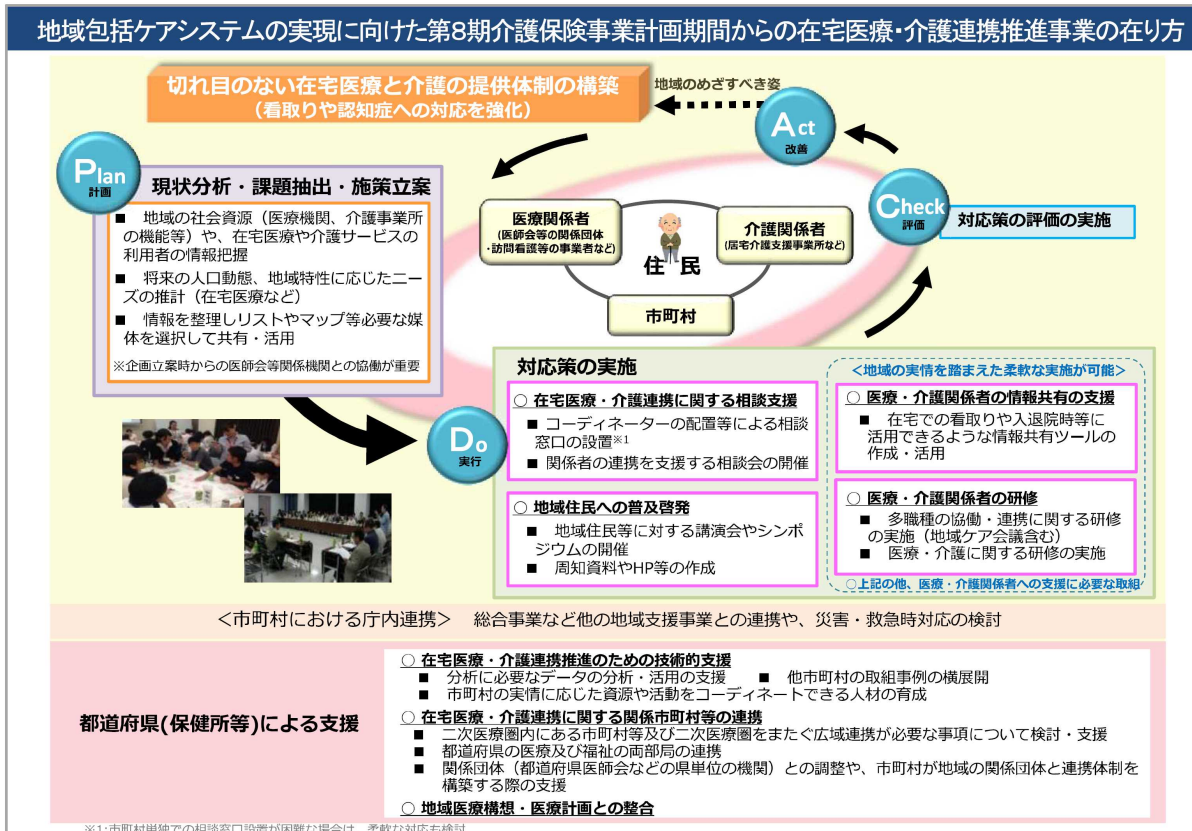 地域包括ケアシステムの実現に向けた第8期介護保険事業計画期間からの在宅医療・介護連携推進事業の在り方
切れ目のない在宅医療と介護の提供体制の構築
（看取りや認知症への対応を強化）
地域のめざすべき姿
Act
改善
Plan
計画
現状分析・課題抽出・施策立案
■ 地域の社会資源（医療機関、介護事業所
の機能等）や、在宅医療や介護サービスの
利用者の情報把握
■ 将来の人口動態、地域特性に応じたニー
ズの推計（在宅医療など）
■ 情報を整理しリストやマップ等必要な媒
体を選択して共有・活用
※企画立案時からの医師会等関係機関との協働が重要
医療関係者
(医師会等の関係団体
・訪問看護等の事業者など)
介護関係者
(居宅介護支援事業所など)
住民
市町村
Check
評価
対応策の評価の実施
Do
実行
対応策の実施
○ 在宅医療・介護連携に関する相談支援
■ コーディネーターの配置等による相談
窓口の設置※1
■ 関係者の連携を支援する相談会の開催
○ 地域住民への普及啓発
■ 地域住民等に対する講演会やシンポ
ジウムの開催
■ 周知資料やHP等の作成
＜地域の実情を踏まえた柔軟な実施が可能＞
○ 医療・介護関係者の情報共有の支援
■ 在宅での看取りや入退院時等に
活用できるような情報共有ツールの
作成・活用
○ 医療・介護関係者の研修
■ 多職種の協働・連携に関する研修
の実施（地域ケア会議含む）
■ 医療・介護に関する研修の実施
○上記の他、医療・介護関係者への支援に必要な取組
＜市町村における庁内連携＞ 総合事業など他の地域支援事業との連携や、災害・救急時対応の検討
都道府県(保健所等)による支援
○ 在宅医療・介護連携推進のための技術的支援
■ 分析に必要なデータの分析・活用の支援 ■ 他市町村の取組事例の横展開
■ 市町村の実情に応じた資源や活動をコーディネートできる人材の育成
○ 在宅医療・介護連携に関する関係市町村等の連携
■ 二次医療圏内にある市町村等及び二次医療圏をまたぐ広域連携が必要な事項について検討・支援
■ 都道府県の医療及び福祉の両部局の連携
■ 関係団体（都道府県医師会などの県単位の機関）との調整や、市町村が地域の関係団体と連携体制を
構築する際の支援
○ 地域医療構想・医療計画との整合
※1:市町村単独での相談窓口設置が困難な場合は、柔軟な対応も検討